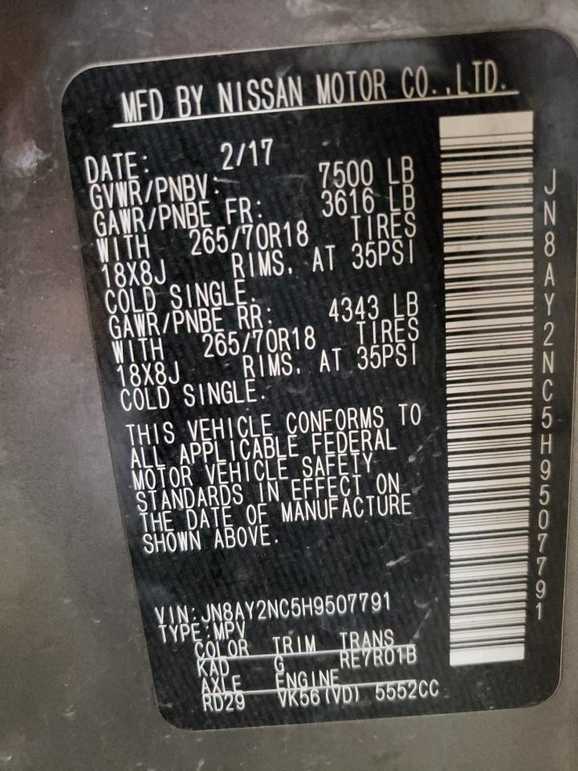 MFD BY NISSAN MOTOR CO.,LTD.
DATE: 2/17
GVWR/PNBV: 7500 LB
GAWR/PNBE FR: 3616 LB
WITH 265/70R18 TIRES
18X8J RIMS, AT 35PSI
COLD SINGLE.
GAWR/PNBE RR: 4343 LB
WITH 265/70R18 TIRES
18X8J RIMS, AT 35PSI
COLD SINGLE.
THIS VEHICLE CONFORMS TO
ALL APPLICABLE FEDERAL
MOTOR VEHICLE SAFETY
STANDARDS IN EFFECT ON
THE DATE OF MANUFACTURE
SHOWN ABOVE.
VIN: JN8AY2NC5H9507791
TYPE: MPV
COLOR TRIM TRANS
KAD G RE7R01B
AXLE ENGINE
RD29 VK56(VD) 5552CC
JN8AY2NC5H9507791